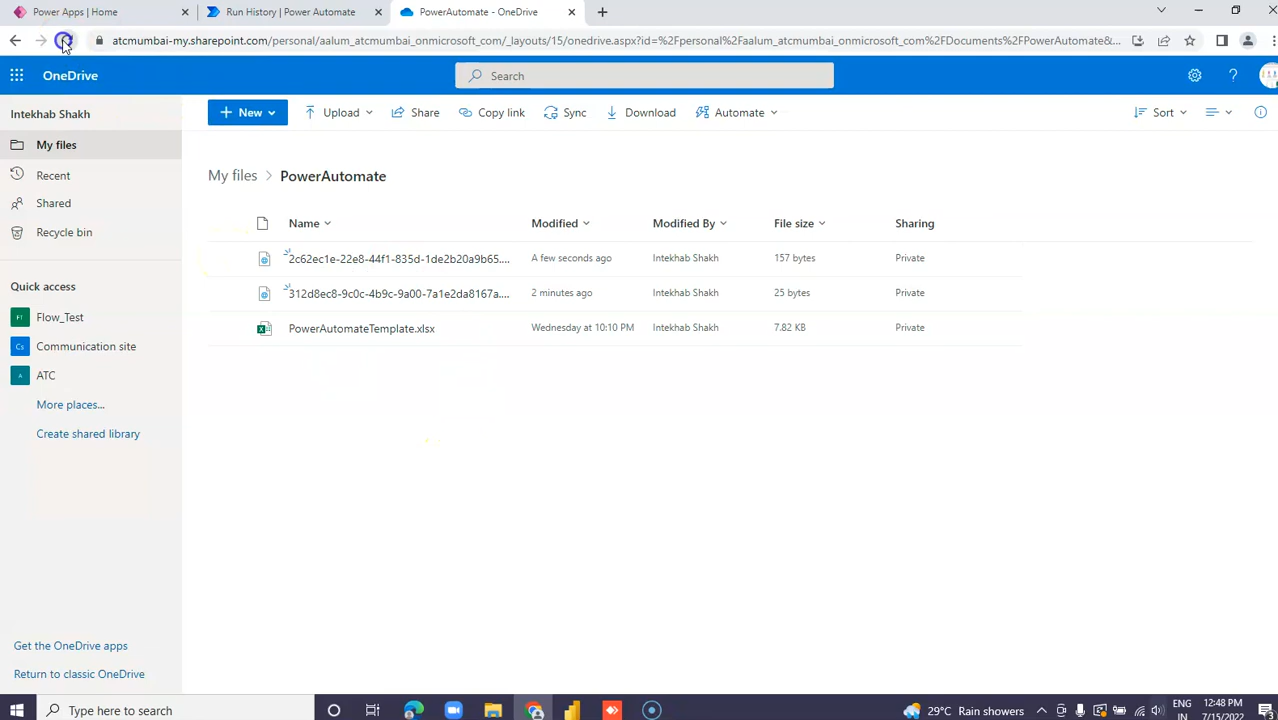 Power Apps | Home
Run History | Power Automate
PowerAutomate - OneDrive
atcmumbai-my.sharepoint.com/personal/aalum_atcmumbai_onmicrosoft_com/_layouts/15/onedrive.aspx?id=%2Fpersonal%2Faalum_atcmumbai_onmicrosoft_com%2FDocuments%2FPowerAutomate&...
OneDrive
Search
Intekhab Shakh
New
Upload
Share
Copy link
Sync
Download
Automate
Sort
My files
Recent
Shared
Recycle bin
Quick access
FT Flow_Test
Cs Communication site
A ATC
More places...
Create shared library
Get the OneDrive apps
Return to classic OneDrive
My files > PowerAutomate
Name Modified Modified By File size Sharing
2c62ec1e-22e8-44f1-835d-1de2b20a9b65.... A few seconds ago Intekhab Shakh 157 bytes Private
312d8ec8-9c0c-4b9c-9a00-7a1e2da8167a.... 2 minutes ago Intekhab Shakh 25 bytes Private
PowerAutomateTemplate.xlsx Wednesday at 10:10 PM Intekhab Shakh 7.82 KB Private
Type here to search
29°C Rain showers
ENG
IN
12:48 PM
7/15/2022